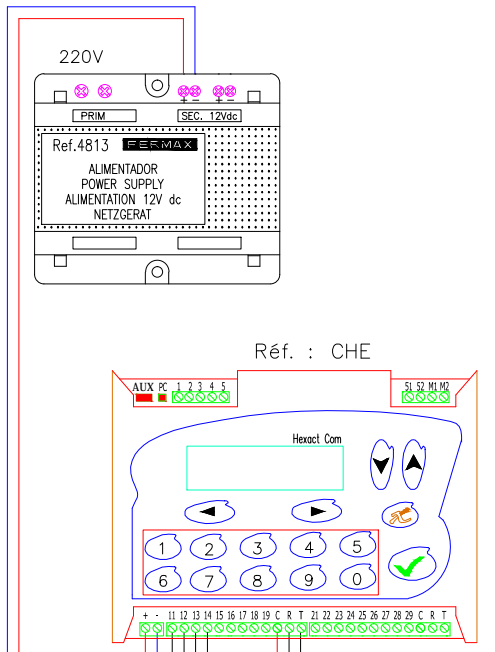 220V
+ - + -
PRIM SEC. 12Vdc
Ref.4813 FERMAX
ALIMENTADOR
POWER SUPPLY
ALIMENTATION 12V dc
NETZGERAT
Réf. : CHE
AUX PC 1 2 3 4 5 S1 S2 M1 M2
Hexact Com
1 2 3 4 5
6 7 8 9 0
+ - 11 12 13 14 15 16 17 18 19 C R T 21 22 23 24 25 26 27 28 29 C R T